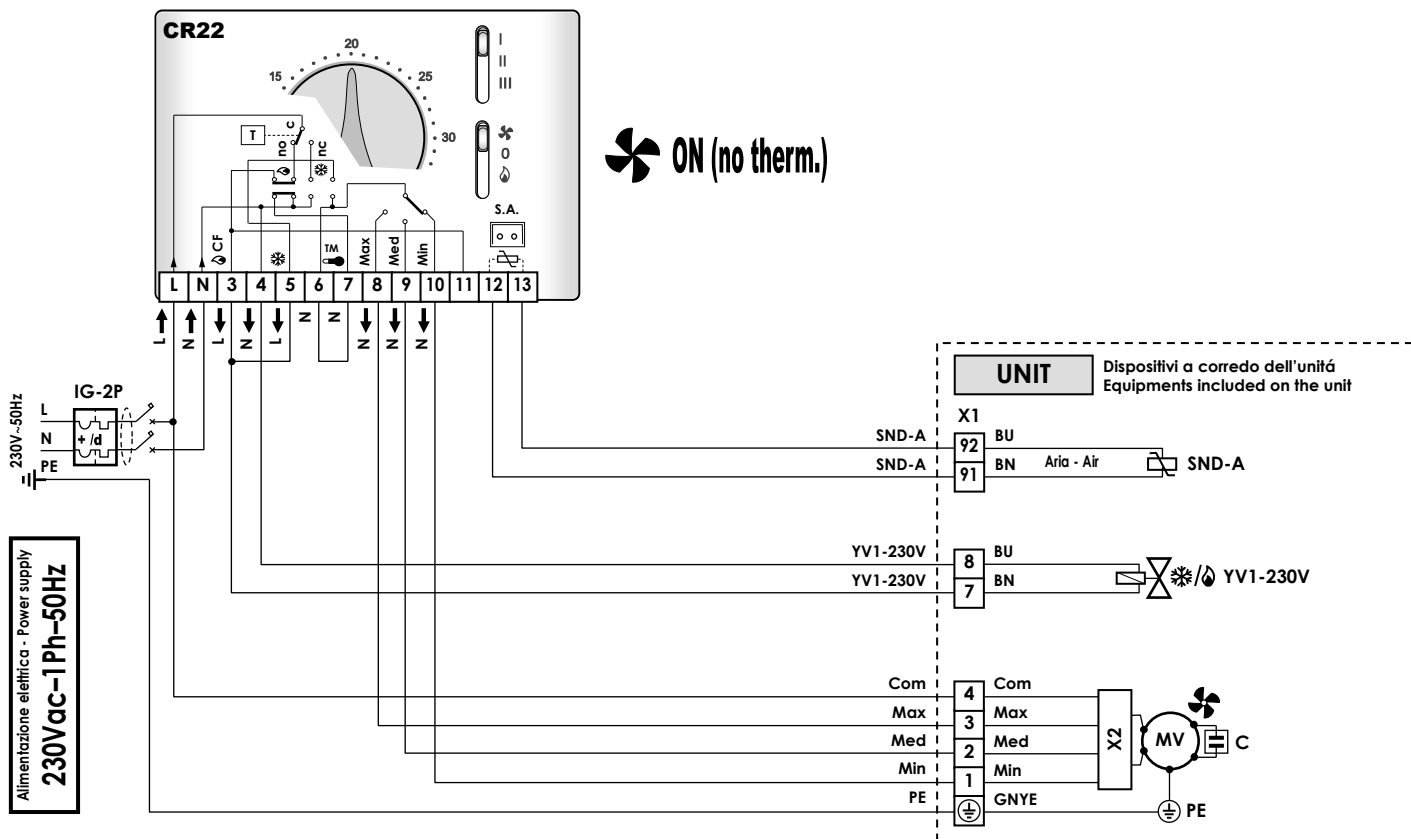 CR22
15
20
25
30
I
II
III
0
T
c
no
nc
S.A.
CF
TM
Max
Med
Min
L N 3 4 5 6 7 8 9 10 11 12 13
L
N
L
N
L
N
N
N
N
N
ON (no therm.)
230V~50Hz
IG-2P
L
N
+ /d
PE
Alimentazione elettrica - Power supply
230Vac-1Ph-50Hz
UNIT
Dispositivi a corredo dell'unitá
Equipments included on the unit
X1
SND-A 92 BU
SND-A 91 BN
Aria - Air
SND-A
YV1-230V 8 BU
YV1-230V 7 BN
/ YV1-230V
Com 4 Com
Max 3 Max
Med 2 Med
Min 1 Min
PE GNYE
X2
MV
C
PE